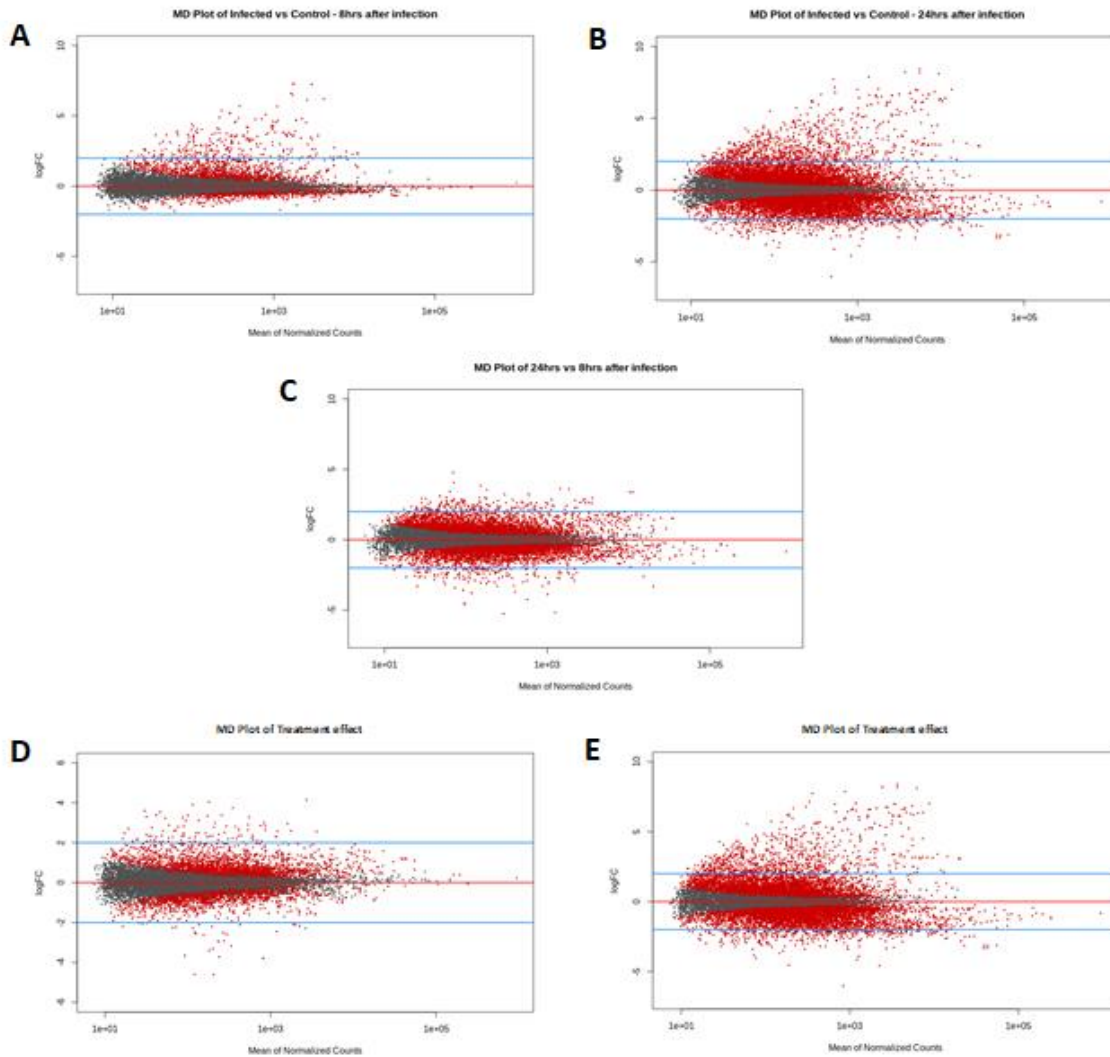 A
MD Plot of Infected vs Control - 8hrs after infection
10
5
0
-5
logFC
1e+01
1e+03
1e+05
Mean of Normalized Counts
B
MD Plot of Infected vs Control - 24hrs after infection
10
5
0
-5
logFC
1e+01
1e+03
1e+05
Mean of Normalized Counts
C
MD Plot of 24hrs vs 8hrs after infection
10
5
0
-5
logFC
1e+01
1e+03
1e+05
Mean of Normalized Counts
D
MD Plot of Treatment effect
6
4
2
0
-2
-4
-6
logFC
1e+01
1e+03
1e+05
Mean of Normalized Counts
E
MD Plot of Treatment effect
10
5
0
-5
logFC
1e+01
1e+03
1e+05
Mean of Normalized Counts